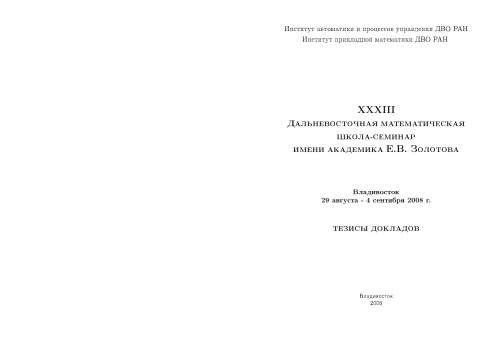 Институт автоматики и процессов управления ДВО РАН
Институт прикладной математики ДВО РАН
XXXIII
Дальневосточная математическая
школа-семинар
имени академика Е.В. Золотова
Владивосток
29 августа - 4 сентября 2008 г.
тезисы докладов
Владивосток
2008